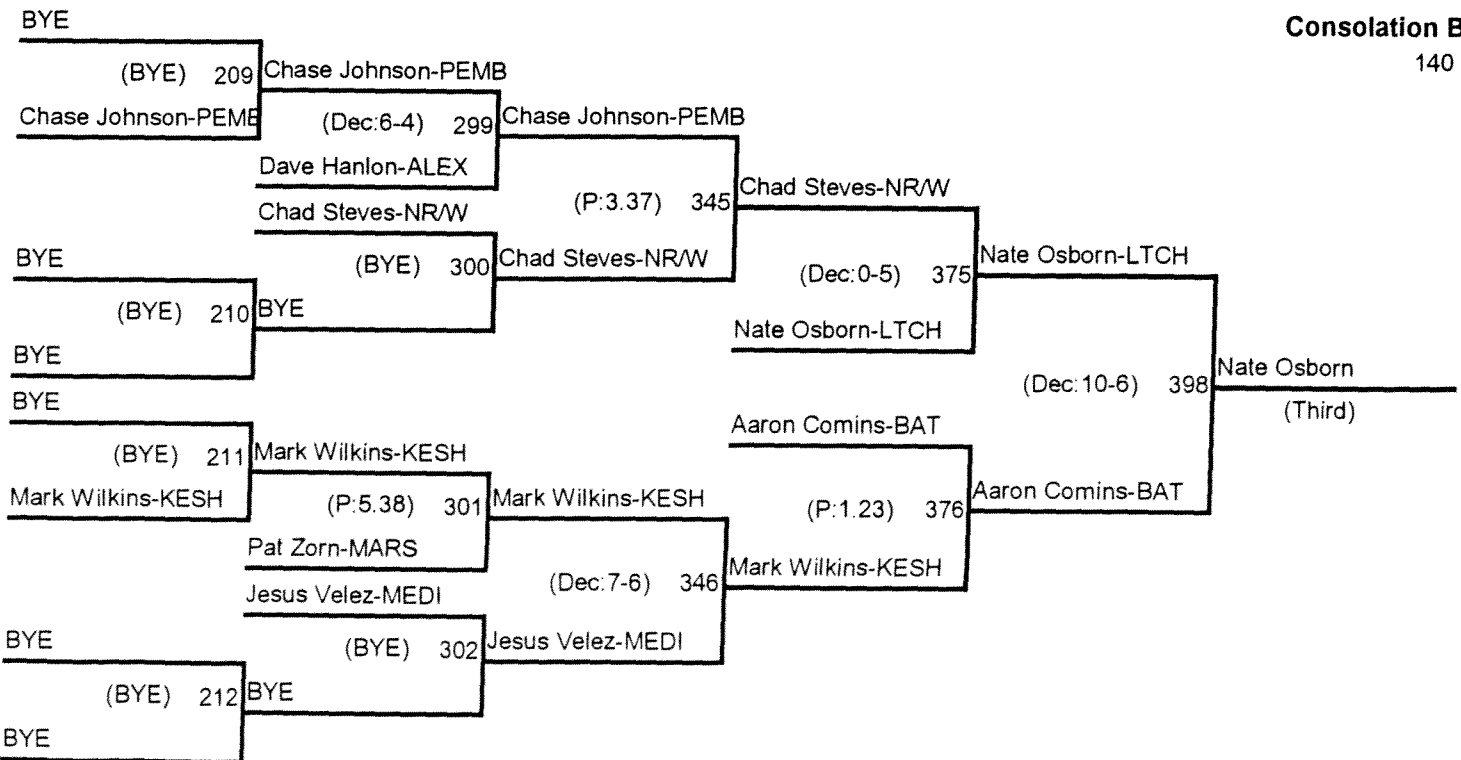 BYE
Consolation B
140
(BYE) 209
Chase Johnson-PEMB
Chase Johnson-PEMB
(Dec:6-4) 299
Chase Johnson-PEMB
Dave Hanlon-ALEX
(P:3.37) 345
Chad Steves-NR/W
Chad Steves-NR/W
(BYE) 300
Chad Steves-NR/W
BYE
(BYE) 210
BYE
BYE
(Dec:0-5) 375
Nate Osborn-LTCH
Nate Osborn-LTCH
(Dec:10-6) 398
Nate Osborn
(Third)
BYE
(BYE) 211
Mark Wilkins-KESH
Mark Wilkins-KESH
(P:5.38) 301
Mark Wilkins-KESH
Pat Zorn-MARS
Aaron Comins-BAT
(P:1.23) 376
Aaron Comins-BAT
(Dec:7-6) 346
Mark Wilkins-KESH
Jesus Velez-MEDI
(BYE) 302
Jesus Velez-MEDI
BYE
(BYE) 212
BYE
BYE